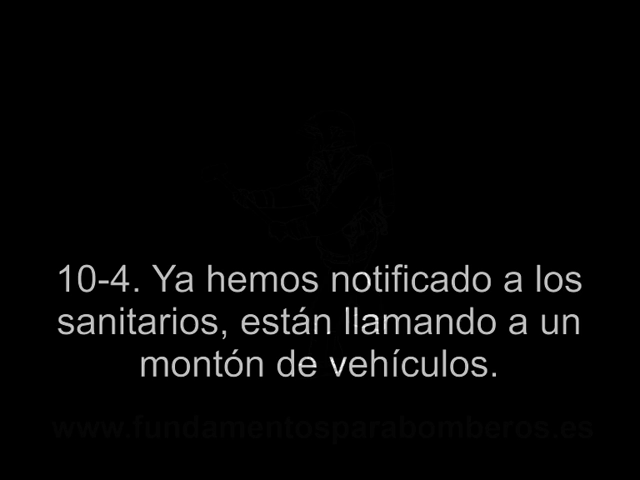 10-4. Ya hemos notificado a los
sanitarios, están llamando a un
montón de vehículos.
www.fundamentosparabomberos.es